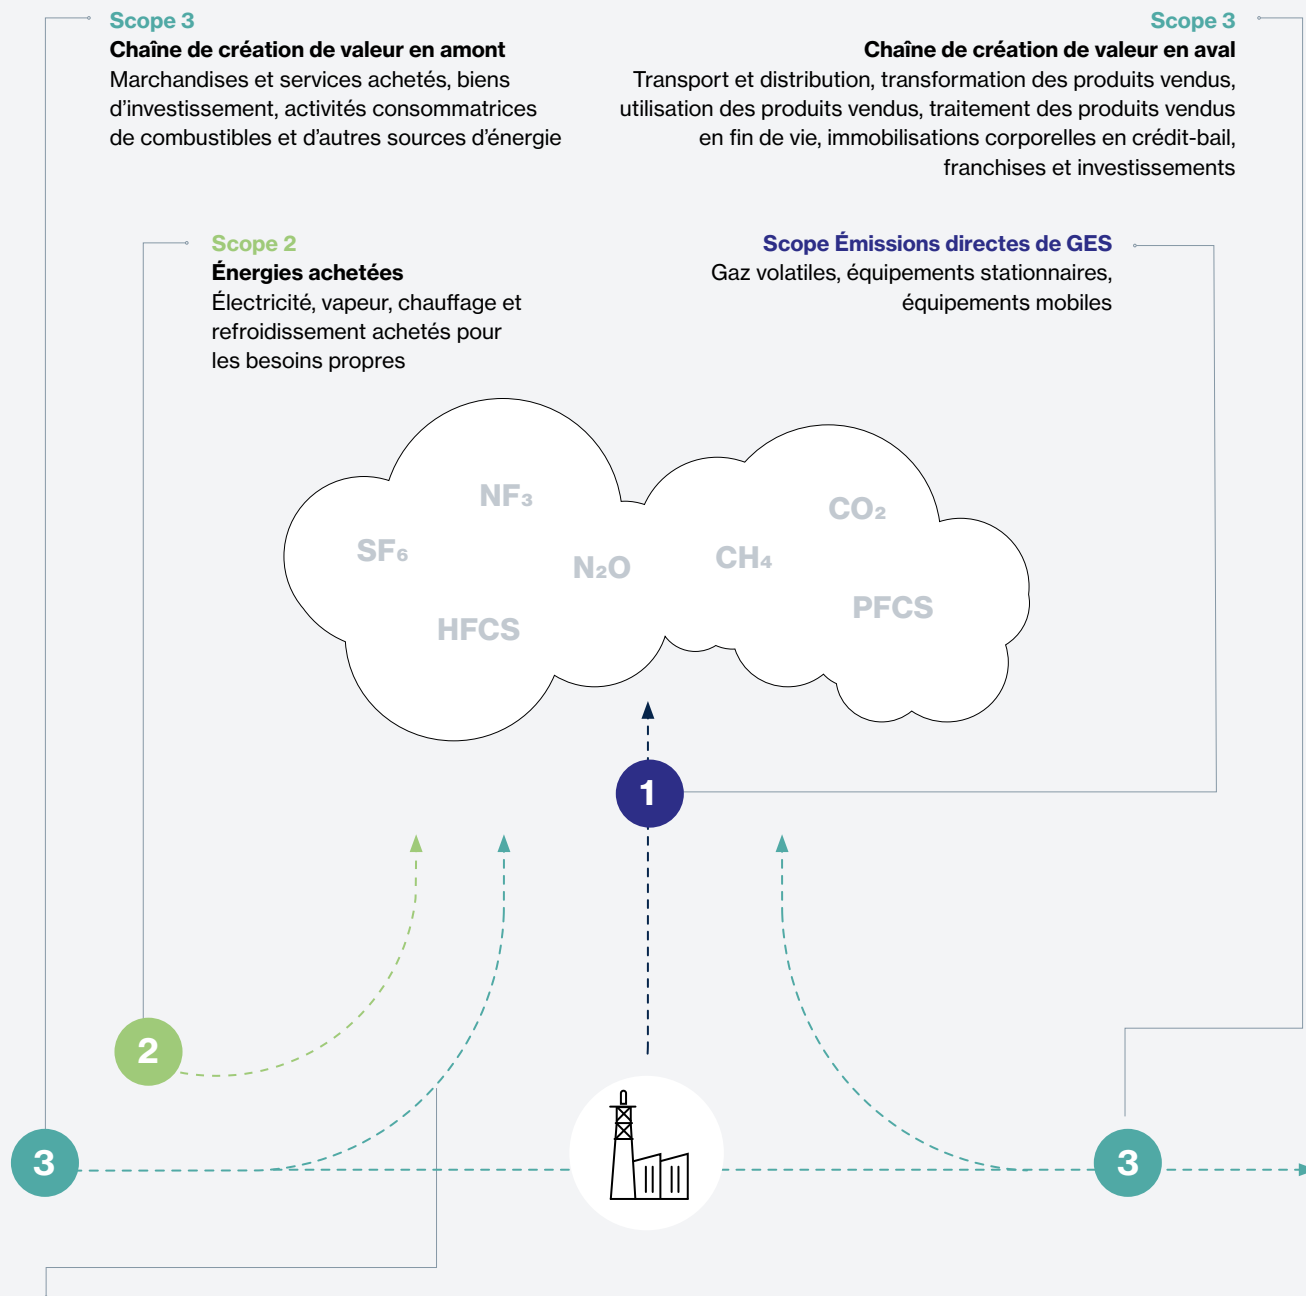 Scope 3
Chaîne de création de valeur en amont
Marchandises et services achetés, biens
d'investissement, activités consommatrices
de combustibles et d'autres sources d'énergie
Scope 3
Chaîne de création de valeur en aval
Transport et distribution, transformation des produits vendus,
utilisation des produits vendus, traitement des produits vendus
en fin de vie, immobilisations corporelles en crédit-bail,
franchises et investissements
Scope 2
Énergies achetées
Électricité, vapeur, chauffage et
refroidissement achetés pour
les besoins propres
Scope Émissions directes de GES
Gaz volatiles, équipements stationnaires,
équipements mobiles
NF₃
CO₂
SF₆
N₂O
CH₄
HFCS
PFCS
1
2
3
3